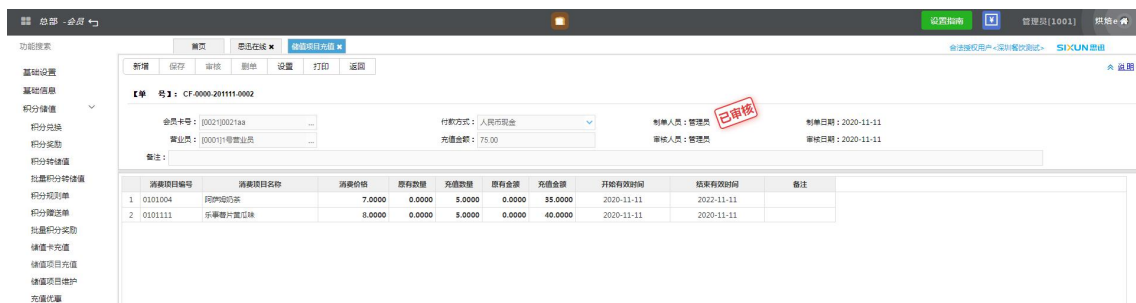 总部 -会员
设置指南 ¥ 管理员[1001] 烘焙e
功能搜索
首页 思迅在线 × 储值项目充值 ×
合法授权用户<深圳餐饮测试> SIXUN思迅
新增 保存 审核 删单 设置 打印 返回
说明
【单 号】: CF-0000-201111-0002
会员卡号: [0021]0021aa ... 付款方式: 人民币现金 制单人员: 管理员 已审核 制单日期: 2020-11-11
营业员: [0001]1号营业员 ... 充值金额: 75.00 审核人员: 管理员 审核日期: 2020-11-11
备注:
消费项目编号 消费项目名称 消费价格 原有数量 充值数量 原有金额 充值金额 开始有效时间 结束有效时间 备注
1 0101004 阿萨姆奶茶 7.0000 0.0000 5.0000 0.0000 35.0000 2020-11-11 2022-11-11
2 0101111 乐事薯片黄瓜味 8.0000 0.0000 5.0000 0.0000 40.0000 2020-11-11 2020-11-11
基础设置
基础信息
积分储值
积分兑换
积分奖励
积分转储值
批量积分转储值
积分规则单
积分赠送单
批量积分奖励
储值卡充值
储值项目充值
储值项目维护
充值优惠